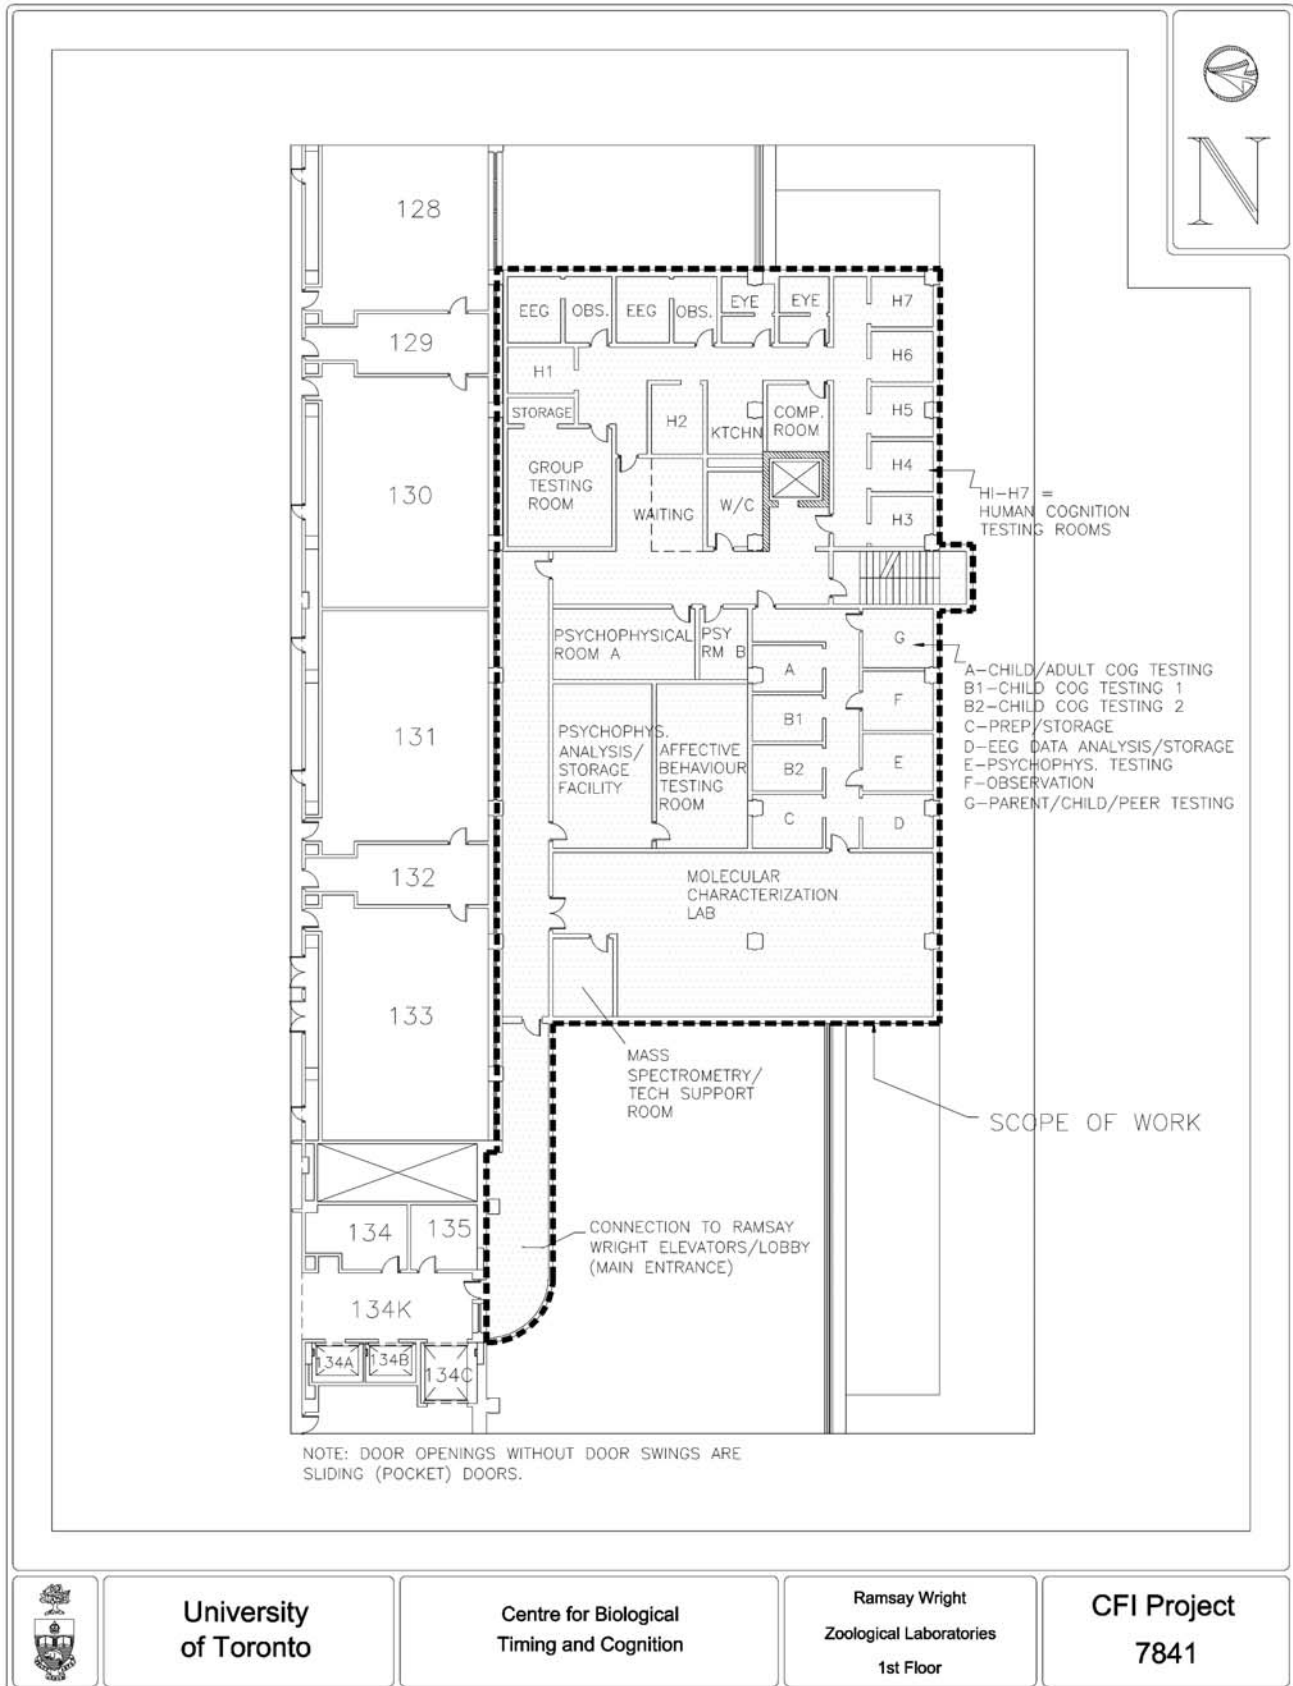 N
128
EEG
OBS.
EEG
OBS.
EYE
EYE
H7
129
H6
H1
STORAGE
H2
KTCHN
COMP.
ROOM
H5
130
GROUP
TESTING
ROOM
WAITING
W/C
H4
H3
HI-H7 =
HUMAN COGNITION
TESTING ROOMS
PSYCHOPHYSICAL
ROOM A
PSY
RM B
A
G
B1
F
B2
E
C
D
A-CHILD/ADULT COG TESTING
B1-CHILD COG TESTING 1
B2-CHILD COG TESTING 2
C-PREP/STORAGE
D-EEG DATA ANALYSIS/STORAGE
E-PSYCHOPHYS. TESTING
F-OBSERVATION
G-PARENT/CHILD/PEER TESTING
131
PSYCHOPHYS.
ANALYSIS/
STORAGE
FACILITY
AFFECTIVE
BEHAVIOUR
TESTING
ROOM
132
MOLECULAR
CHARACTERIZATION
LAB
133
MASS
SPECTROMETRY/
TECH SUPPORT
ROOM
SCOPE OF WORK
134
135
CONNECTION TO RAMSAY
WRIGHT ELEVATORS/LOBBY
(MAIN ENTRANCE)
134K
134A
134B
134C
NOTE: DOOR OPENINGS WITHOUT DOOR SWINGS ARE
SLIDING (POCKET) DOORS.
University
of Toronto
Centre for Biological
Timing and Cognition
Ramsay Wright
Zoological Laboratories
1st Floor
CFI Project
7841